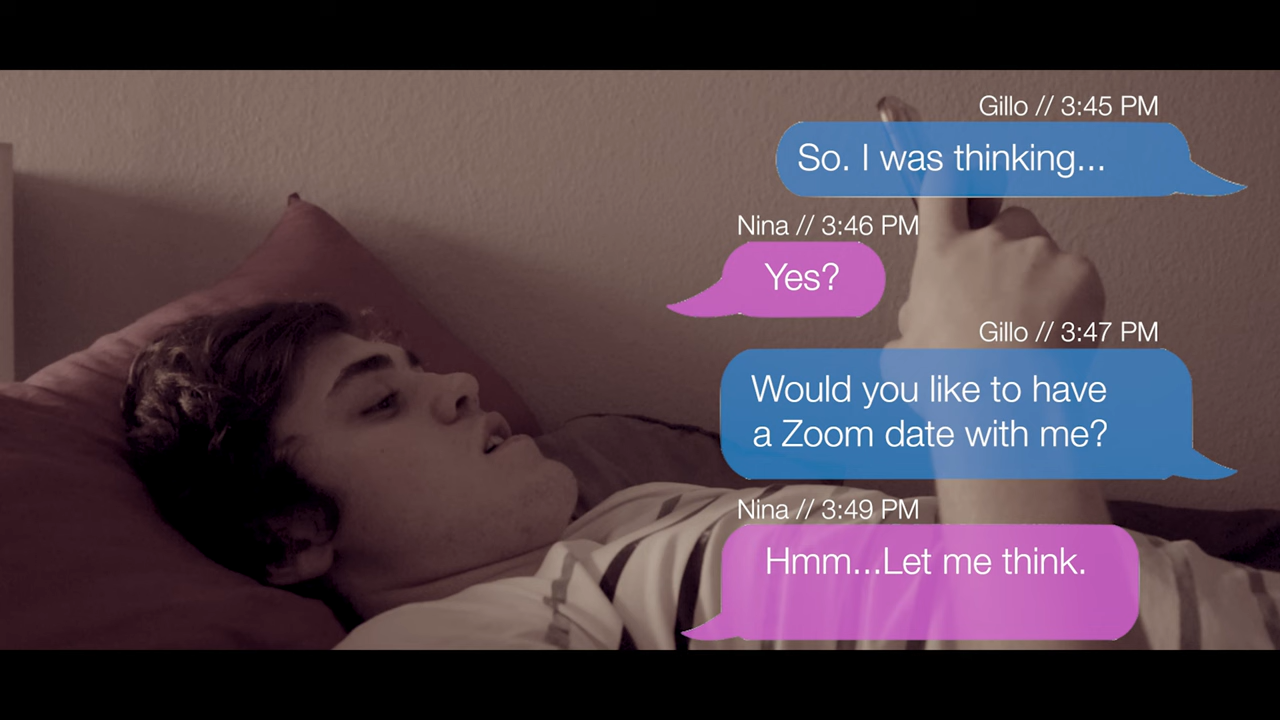 Gillo // 3:45 PM
So. I was thinking...
Nina // 3:46 PM
Yes?
Gillo // 3:47 PM
Would you like to have
a Zoom date with me?
Nina // 3:49 PM
Hmm...Let me think.